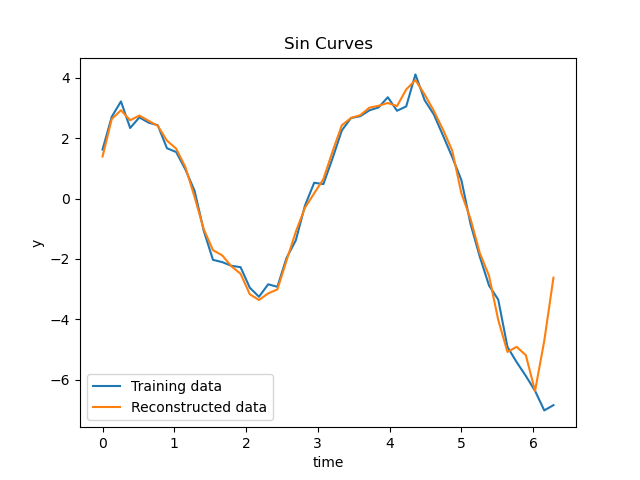 Sin Curves
y
4
2
0
−2
−4
−6
Training data
Reconstructed data
0 1 2 3 4 5 6
time